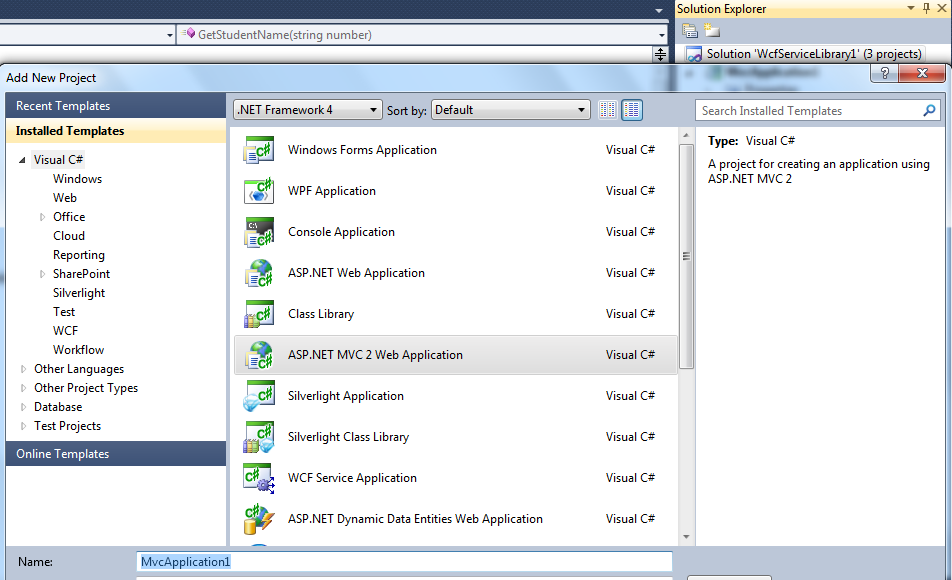 Solution Explorer
GetStudentName(string number)
Solution 'WcfServiceLibrary1' (3 projects)
Add New Project
Recent Templates
Installed Templates
Visual C#
Windows
Web
Office
Cloud
Reporting
SharePoint
Silverlight
Test
WCF
Workflow
Other Languages
Other Project Types
Database
Test Projects
Online Templates
.NET Framework 4
Sort by: Default
Windows Forms Application Visual C#
WPF Application Visual C#
Console Application Visual C#
ASP.NET Web Application Visual C#
Class Library Visual C#
ASP.NET MVC 2 Web Application Visual C#
Silverlight Application Visual C#
Silverlight Class Library Visual C#
WCF Service Application Visual C#
ASP.NET Dynamic Data Entities Web Application Visual C#
Search Installed Templates
Type: Visual C#
A project for creating an application using
ASP.NET MVC 2
Name: MvcApplication1